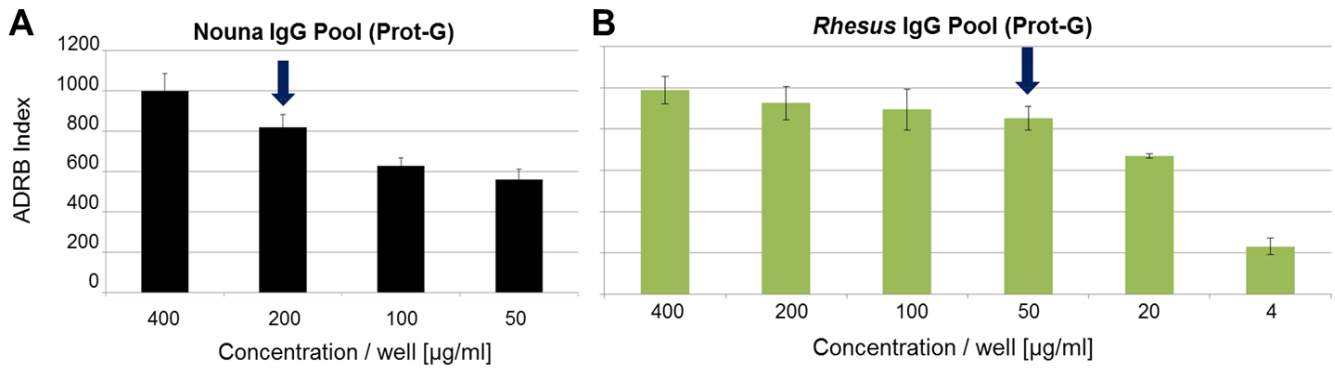 A
Nouna IgG Pool (Prot-G)
ADRB Index
1200
1000
800
600
400
200
0
400 200 100 50
Concentration / well [µg/ml]
B
Rhesus IgG Pool (Prot-G)
400 200 100 50 20 4
Concentration / well [µg/ml]